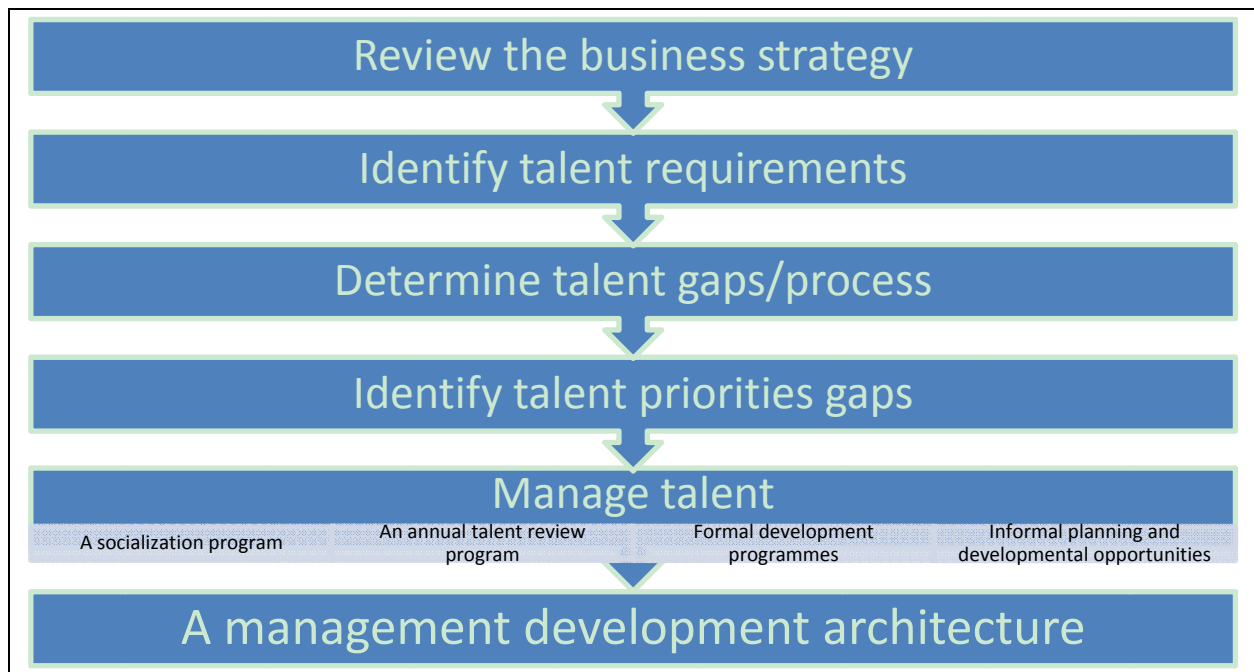 Review the business strategy
Identify talent requirements
Determine talent gaps/process
Identify talent priorities gaps
Manage talent
A socialization program
An annual talent review
program
Formal development
programmes
Informal planning and
developmental opportunities
A management development architecture